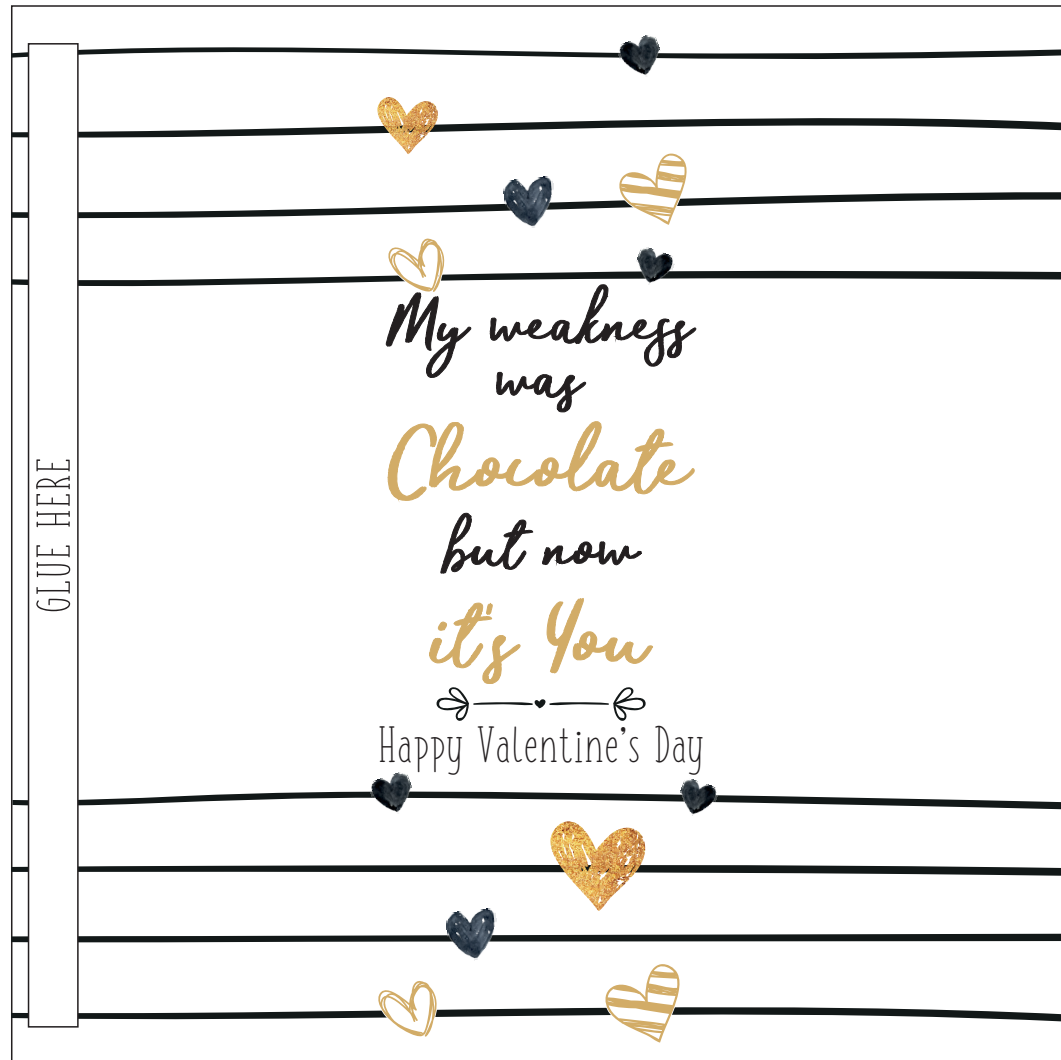 GLUE HERE
My weakness
was
Chocolate
but now
it's You
Happy Valentine's Day